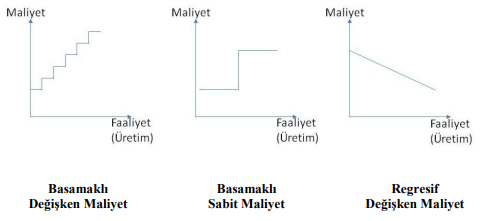 Maliyet
Faaliyet
(Üretim)
Basamaklı
Değişken Maliyet
Maliyet
Faaliyet
(Üretim)
Basamaklı
Sabit Maliyet
Maliyet
Faaliyet
(Üretim)
Regresif
Değişken Maliyet